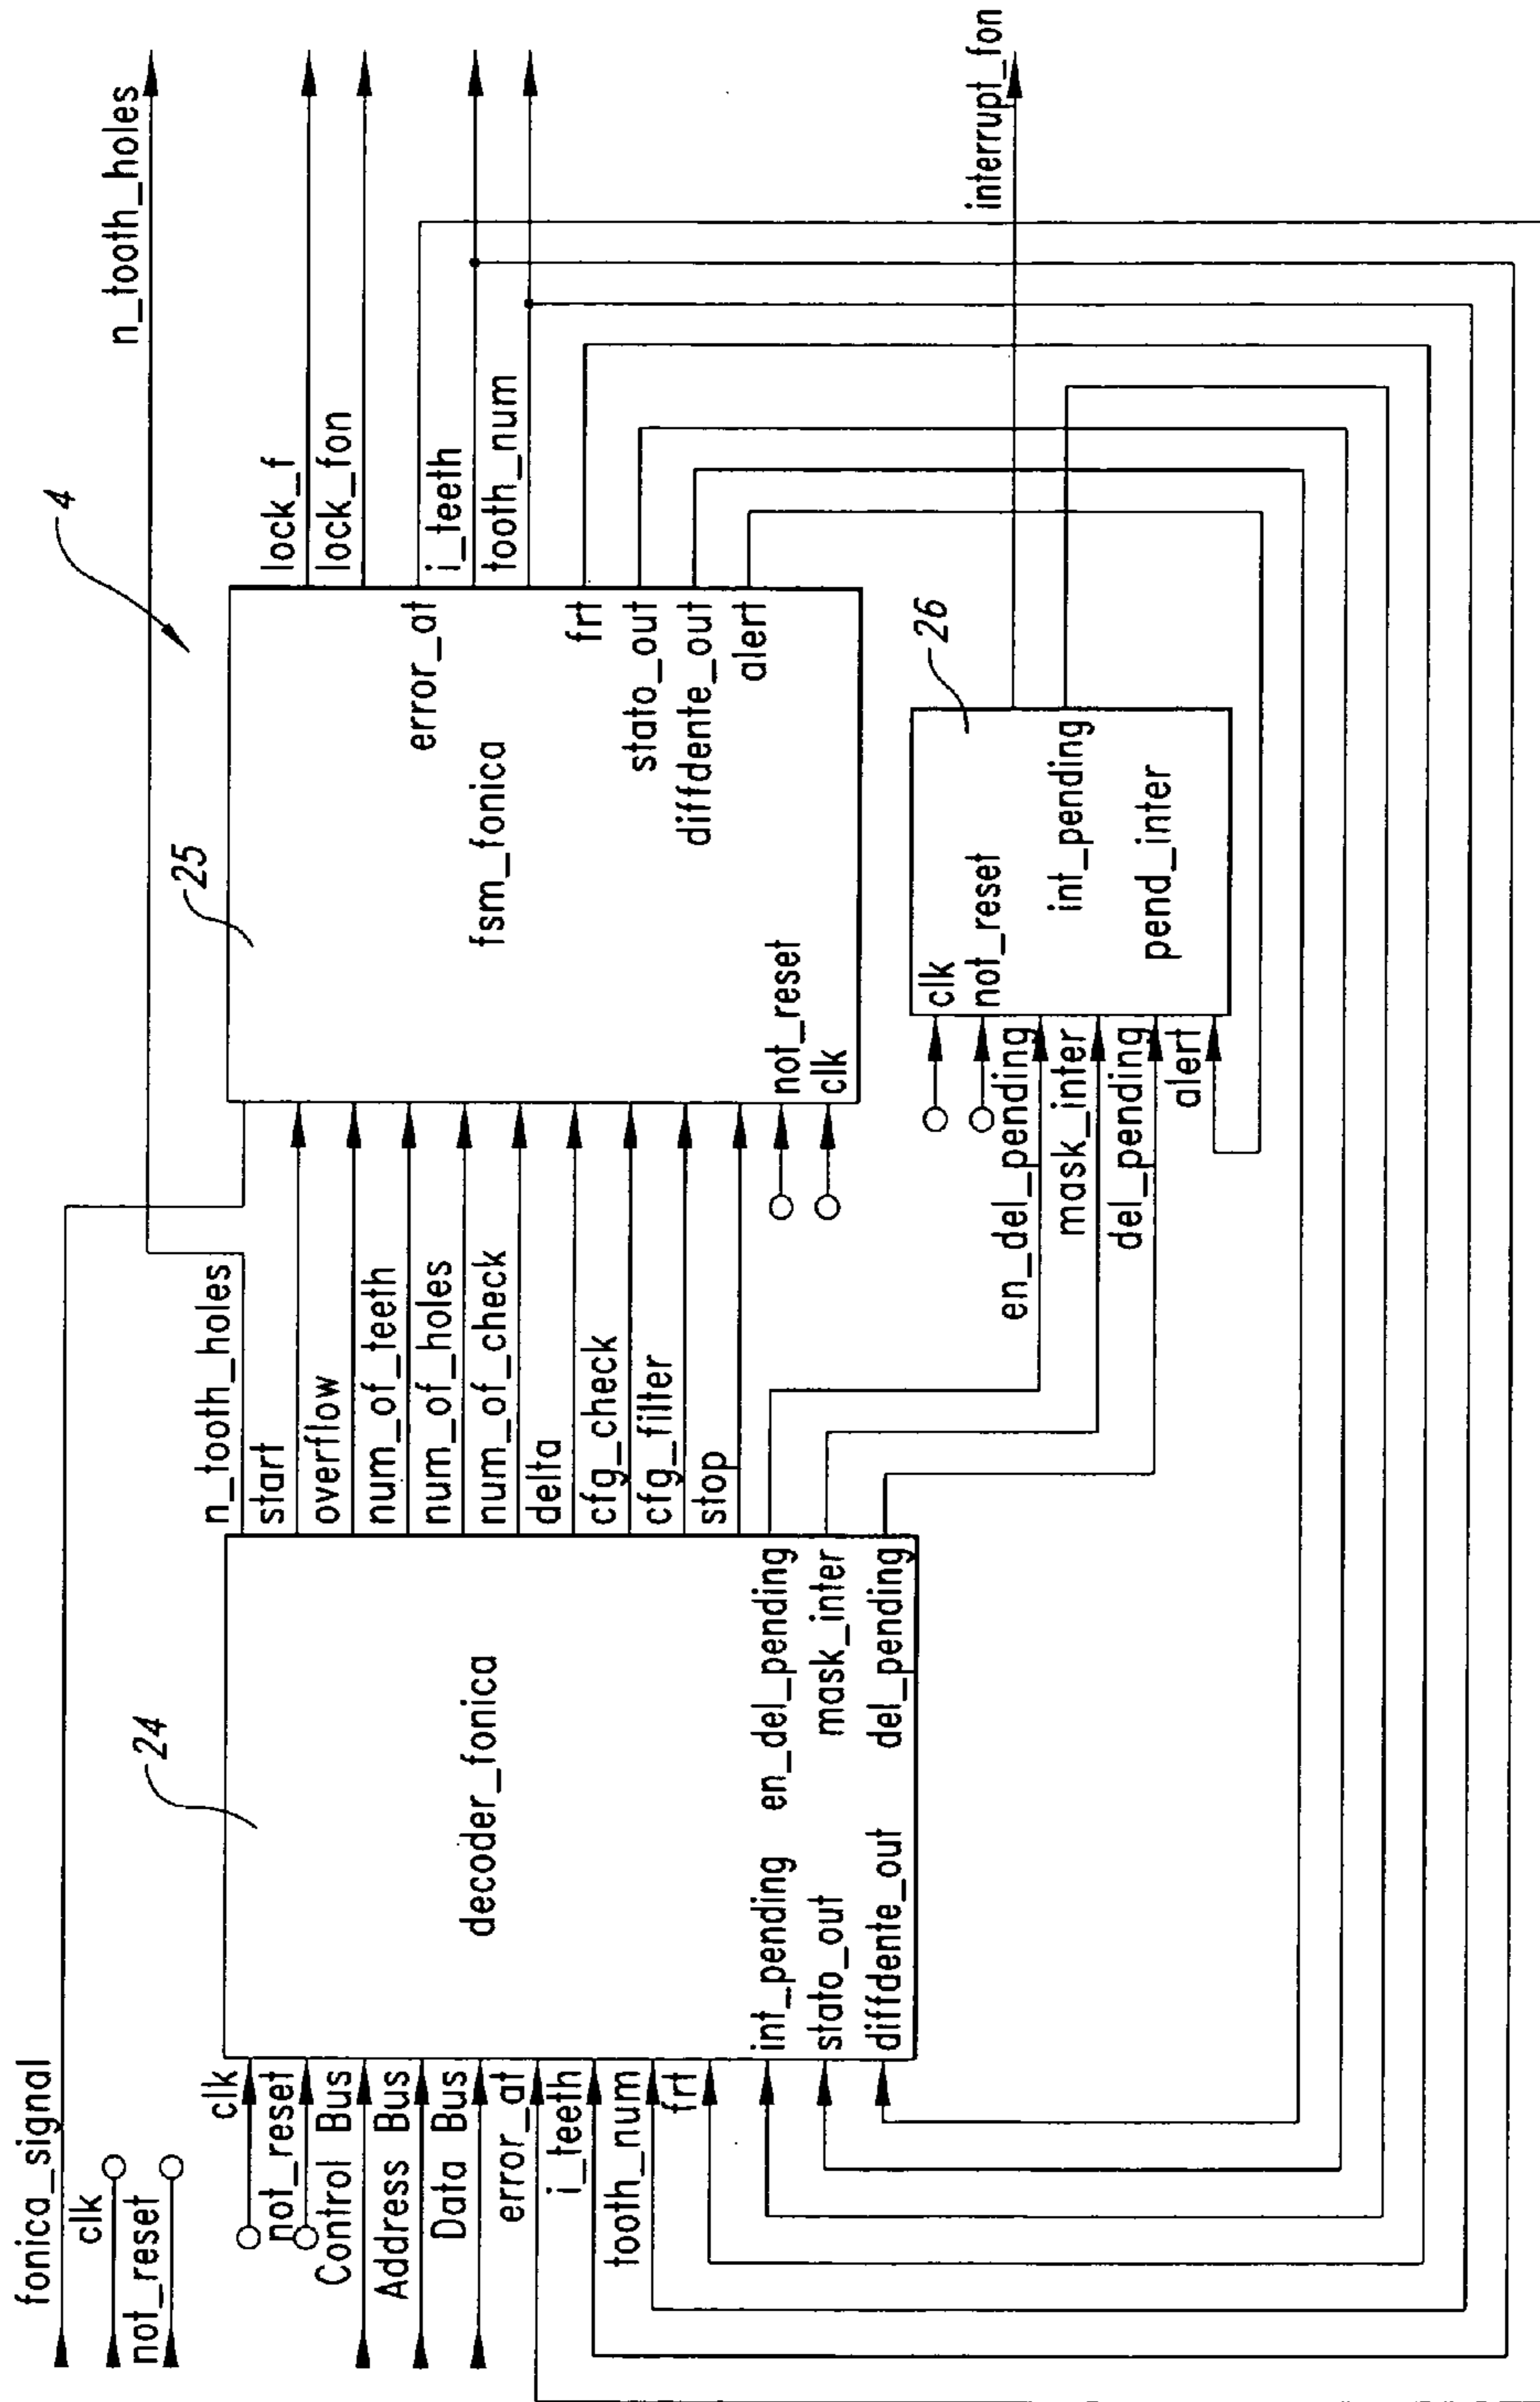 fonica_signal
clk
not_reset
n_tooth_holes
4
24
decoder_fonica
clk
not_reset
Control Bus
Address Bus
Data Bus
error_at
i_teeth
tooth_num
frt
int_pending
stato_out
diffdente_out
en_del_pending
mask_inter
del_pending
n_tooth_holes
start
overflow
num_of_teeth
num_of_holes
num_of_check
delta
cfg_check
cfg_filter
stop
25
fsm_fonica
not_reset
clk
error_at
frt
stato_out
diffdente_out
alert
lock_f
lock_fon
i_teeth
tooth_num
26
clk
not_reset
en_del_pending
mask_inter
del_pending
alert
int_pending
pend_inter
interrupt_fon